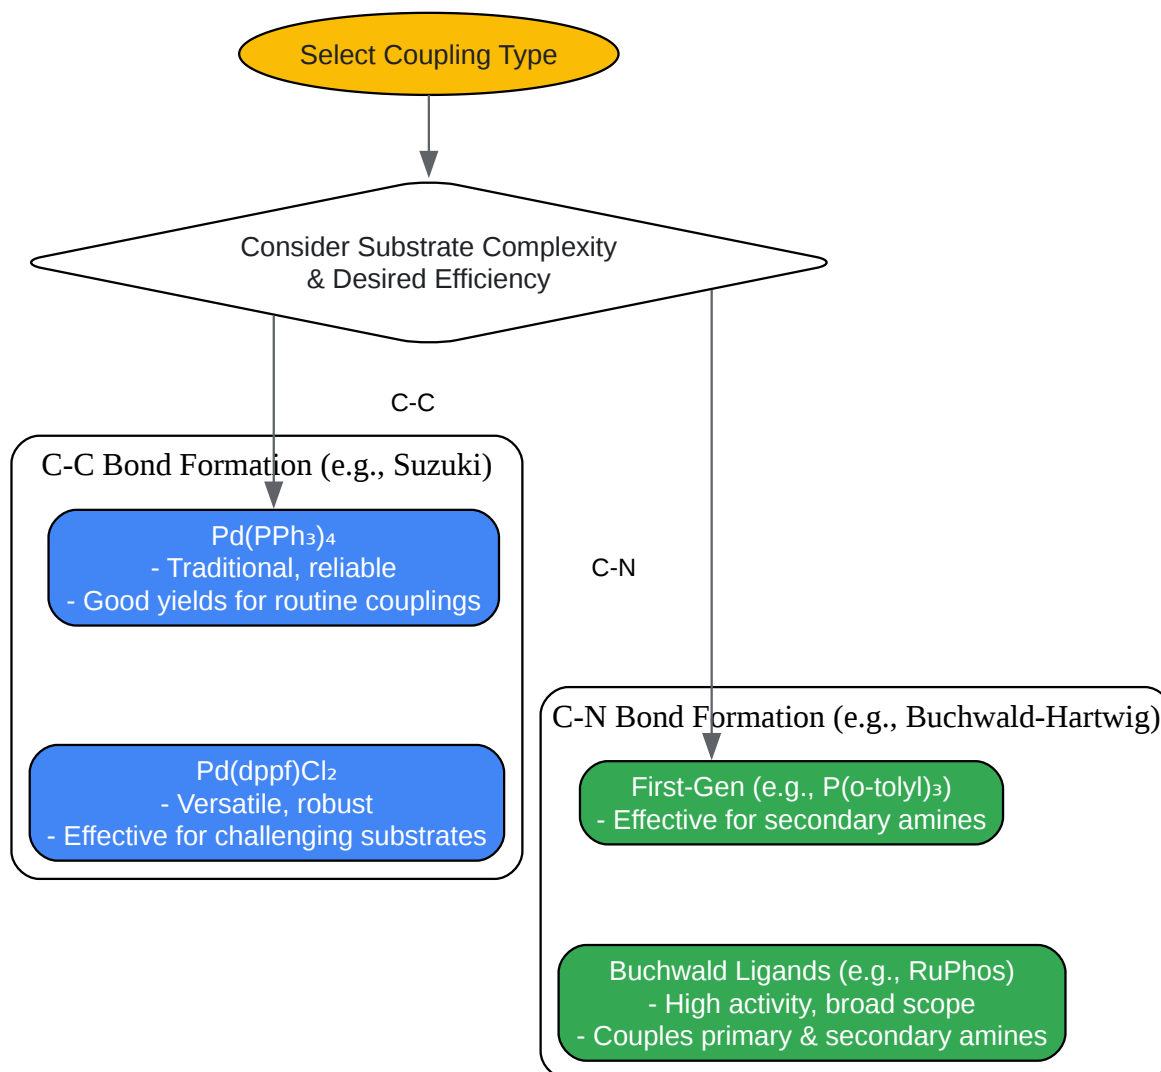 Select Coupling Type
Consider Substrate Complexity
& Desired Efficiency
C-C
C-C Bond Formation (e.g., Suzuki)
Pd(PPh₃)₄
- Traditional, reliable
- Good yields for routine couplings
Pd(dppf)Cl₂
- Versatile, robust
- Effective for challenging substrates
C-N
C-N Bond Formation (e.g., Buchwald-Hartwig)
First-Gen (e.g., P(o-tolyl)₃)
- Effective for secondary amines
Buchwald Ligands (e.g., RuPhos)
- High activity, broad scope
- Couples primary & secondary amines